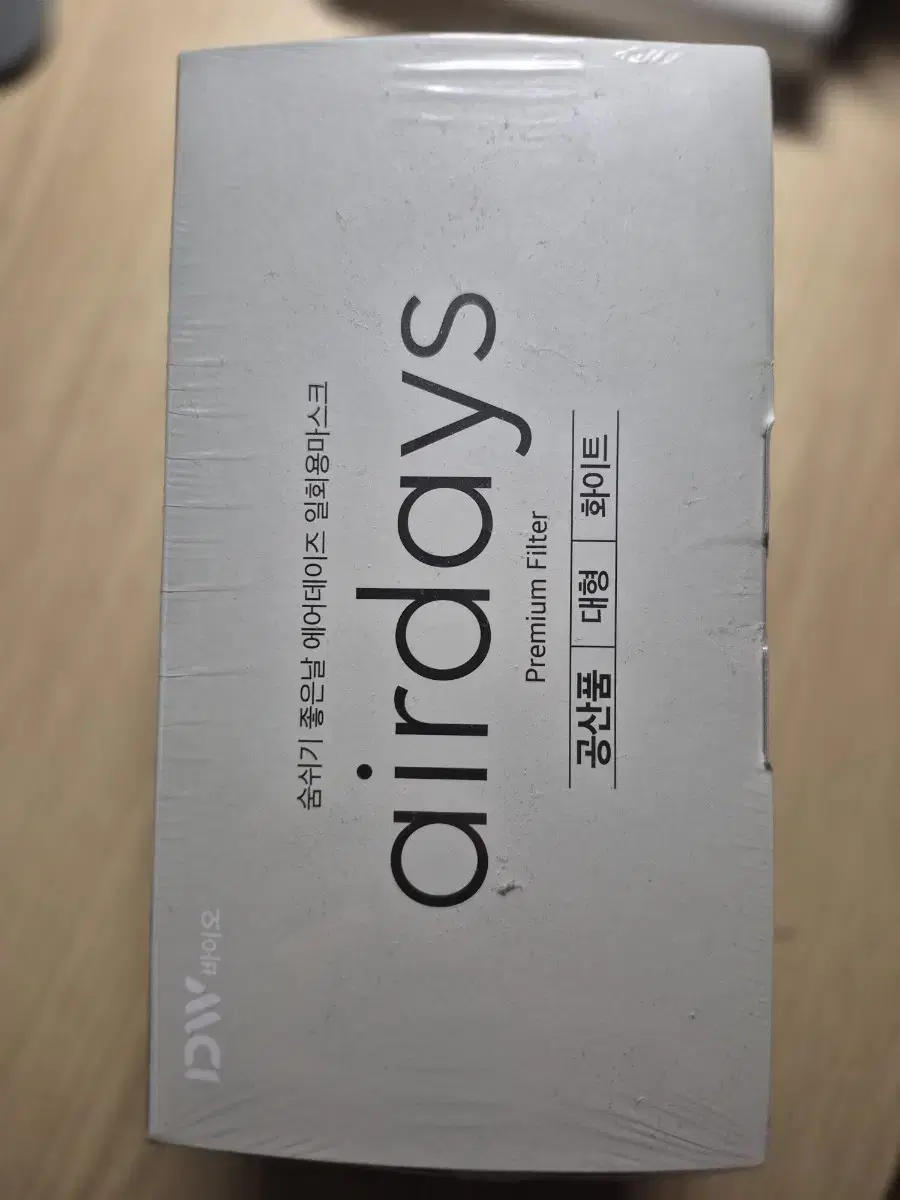 숨쉬기 좋은날 에어데이즈 일회용마스크
airdays
Premium Filter
공산품 대형 화이트
바이오